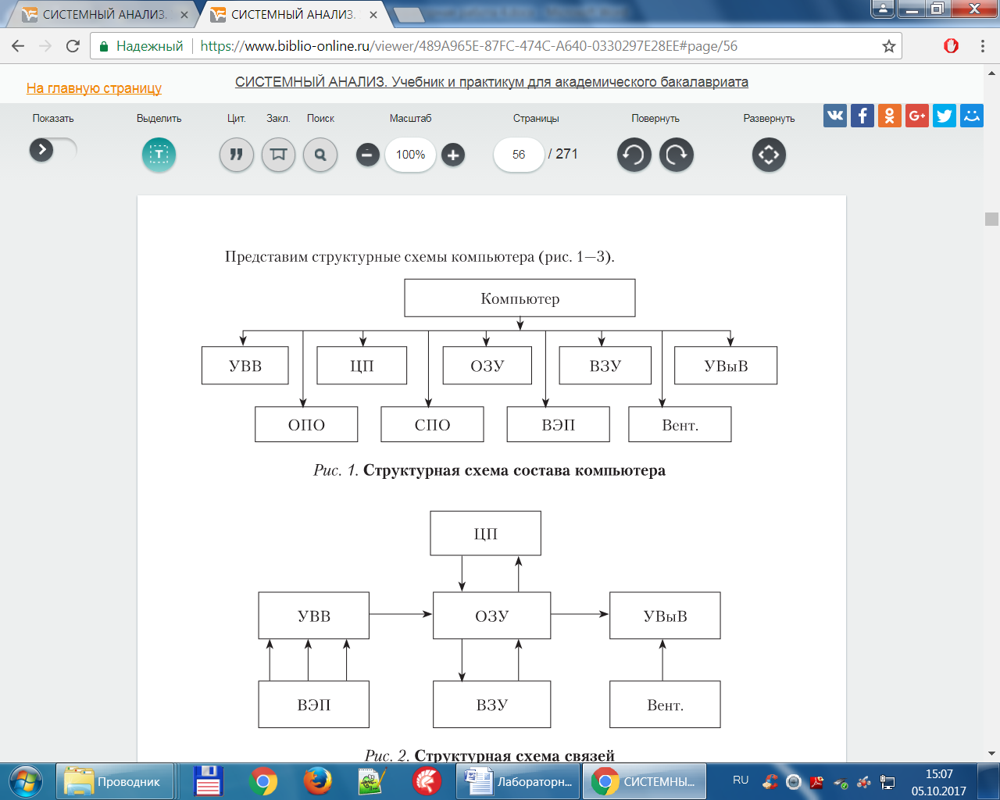 СИСТЕМНЫЙ АНАЛИЗ.
СИСТЕМНЫЙ АНАЛИЗ.
Надежный https://www.biblio-online.ru/viewer/489A965E-87FC-474C-A640-0330297E28EE#page/56
На главную страницу
СИСТЕМНЫЙ АНАЛИЗ. Учебник и практикум для академического бакалавриата
Показать Выделить Цит. Закл. Поиск Масштаб Страницы Повернуть Развернуть
100% 56 / 271
Представим структурные схемы компьютера (рис. 1—3).
Компьютер
УВВ ЦП ОЗУ ВЗУ УВыВ
ОПО СПО ВЭП Вент.
Рис. 1. Структурная схема состава компьютера
ЦП
УВВ ОЗУ УВыВ
ВЭП ВЗУ Вент.
Рис. 2. Структурная схема связей
Проводник Лабораторн... СИСТЕМНЫ... RU 15:07
05.10.2017